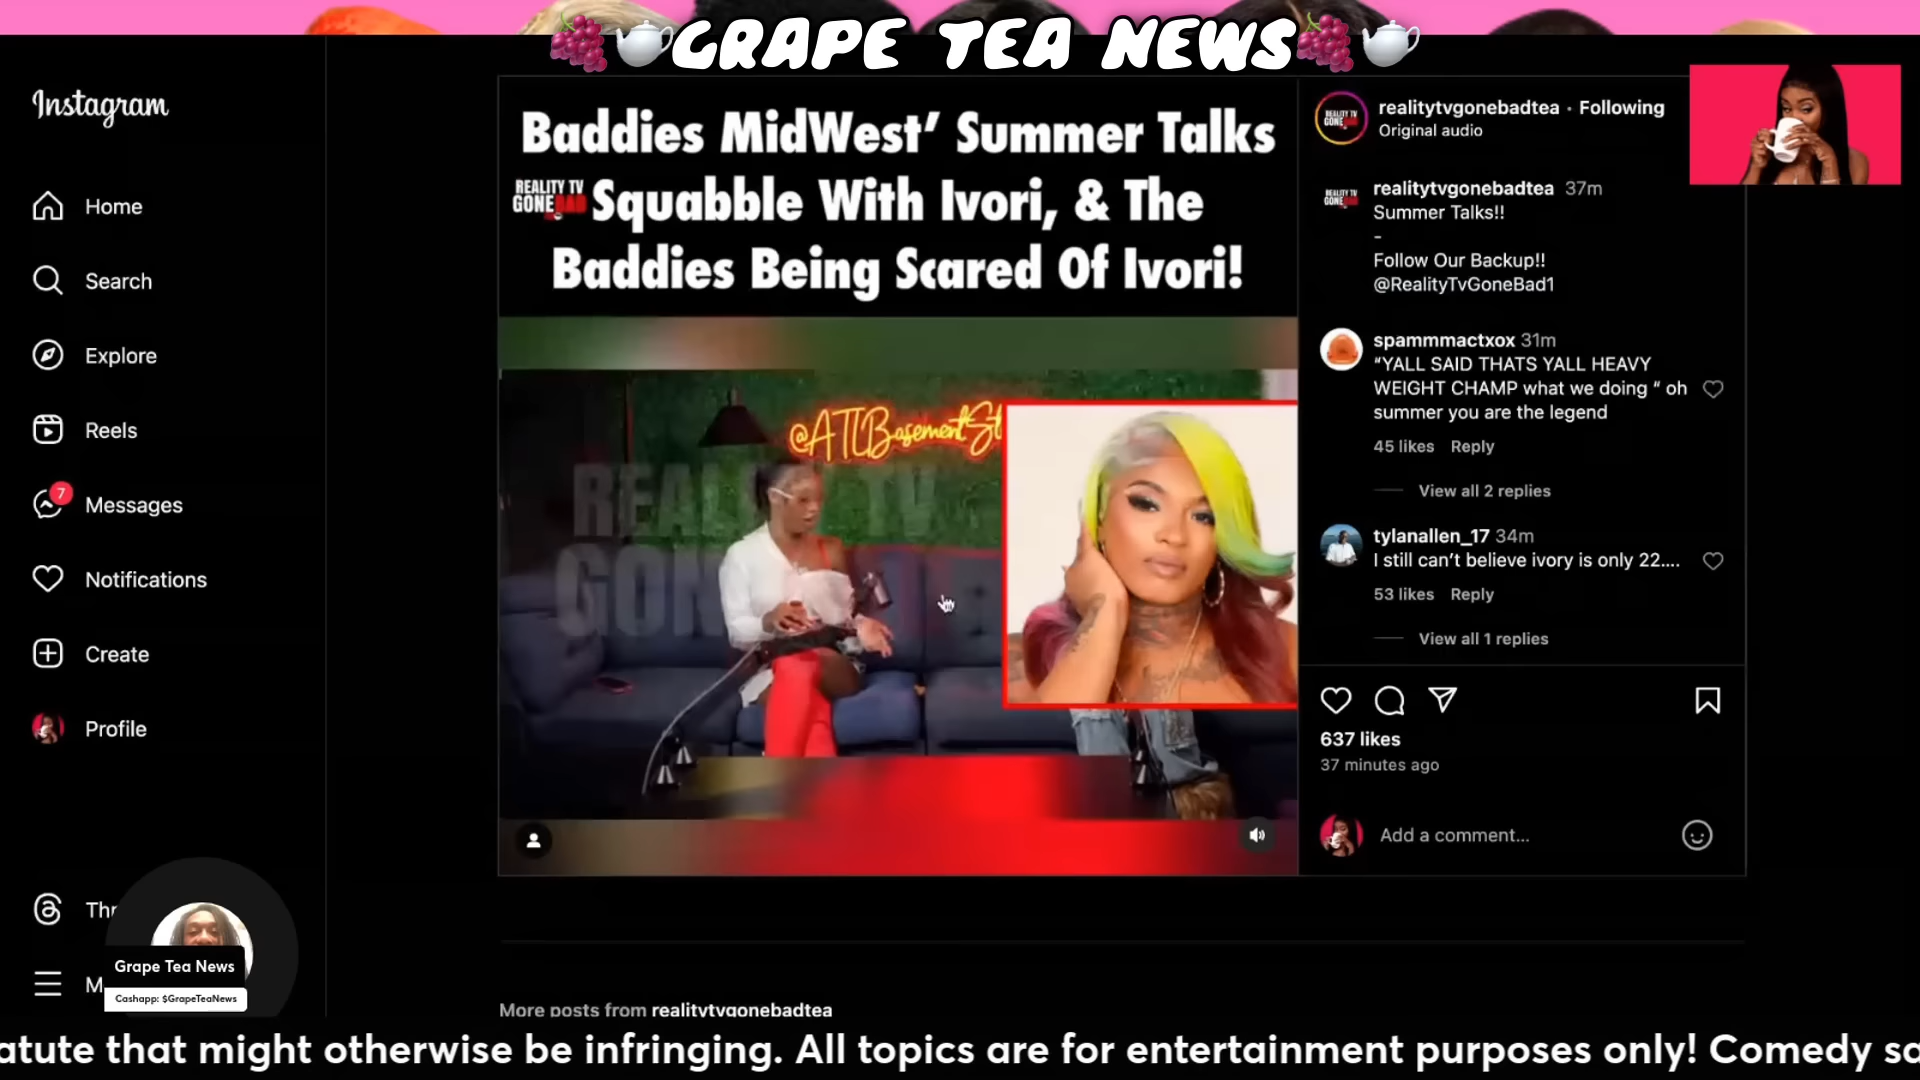 GRAPE TEA NEWS
Instagram
Home
Search
Explore
Reels
7
Messages
Notifications
Create
Profile
Grape Tea News
Cashapp: $GrapeTeaNews
Baddies MidWest’ Summer Talks
REALITY TV
GONE BAD
Squabble With Ivori, & The
Baddies Being Scared Of Ivori!
@ATLBasement
REALITY TV
realitytvgonebadtea · Following
Original audio
realitytvgonebadtea 37m
Summer Talks!!
-
Follow Our Backup!!
@RealityTvGoneBad1
spammmactxox 31m
“YALL SAID THATS YALL HEAVY
WEIGHT CHAMP what we doing “ oh
summer you are the legend
45 likes Reply
View all 2 replies
tylanallen_17 34m
I still can’t believe ivory is only 22....
53 likes Reply
View all 1 replies
637 likes
37 minutes ago
Add a comment...
More posts from realitytvgonebadtea
atute that might otherwise be infringing. All topics are for entertainment purposes only! Comedy sa